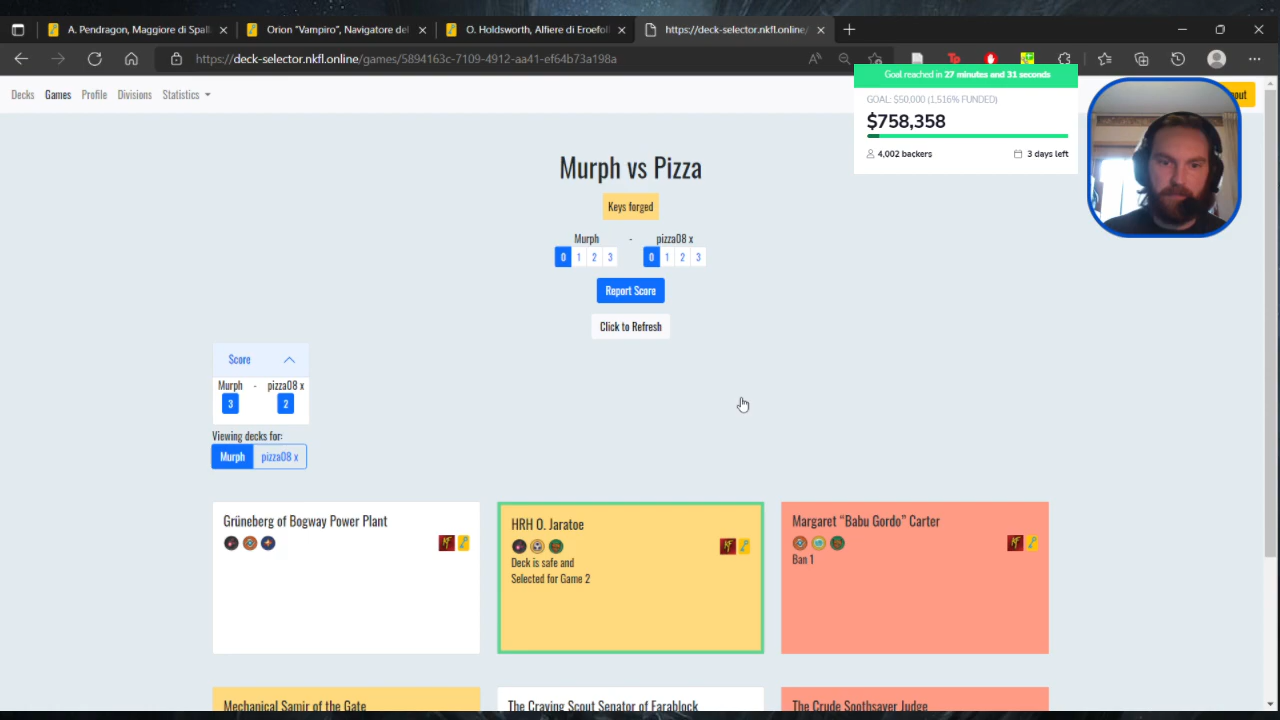 A. Pendragon, Maggiore di Spall
Orion "Vampiro", Navigatore de
O. Holdsworth, Alfiere di Eroefol
https://deck-selector.nkfl.online/
https://deck-selector.nkfl.online/games/5894163c-7109-4912-aa41-ef64b73a198a
Decks
Games
Profile
Divisions
Statistics
out
Goal reached in 27 minutes and 31 seconds
GOAL: $50,000 (1,516% FUNDED)
$758,358
4,002 backers
3 days left
Murph vs Pizza
Keys forged
Murph - pizza08 x
0 1 2 3 0 1 2 3
Report Score
Click to Refresh
Score
Murph - pizza08 x
3 2
Viewing decks for:
Murph pizza08 x
Grüneberg of Bogway Power Plant
HRH O. Jaratoe
Deck is safe and
Selected for Game 2
Margaret “Babu Gordo” Carter
Ban 1
Mechanical Samir of the Gate
The Craving Scout Senator of Farablock
The Crude Soothsayer Judge